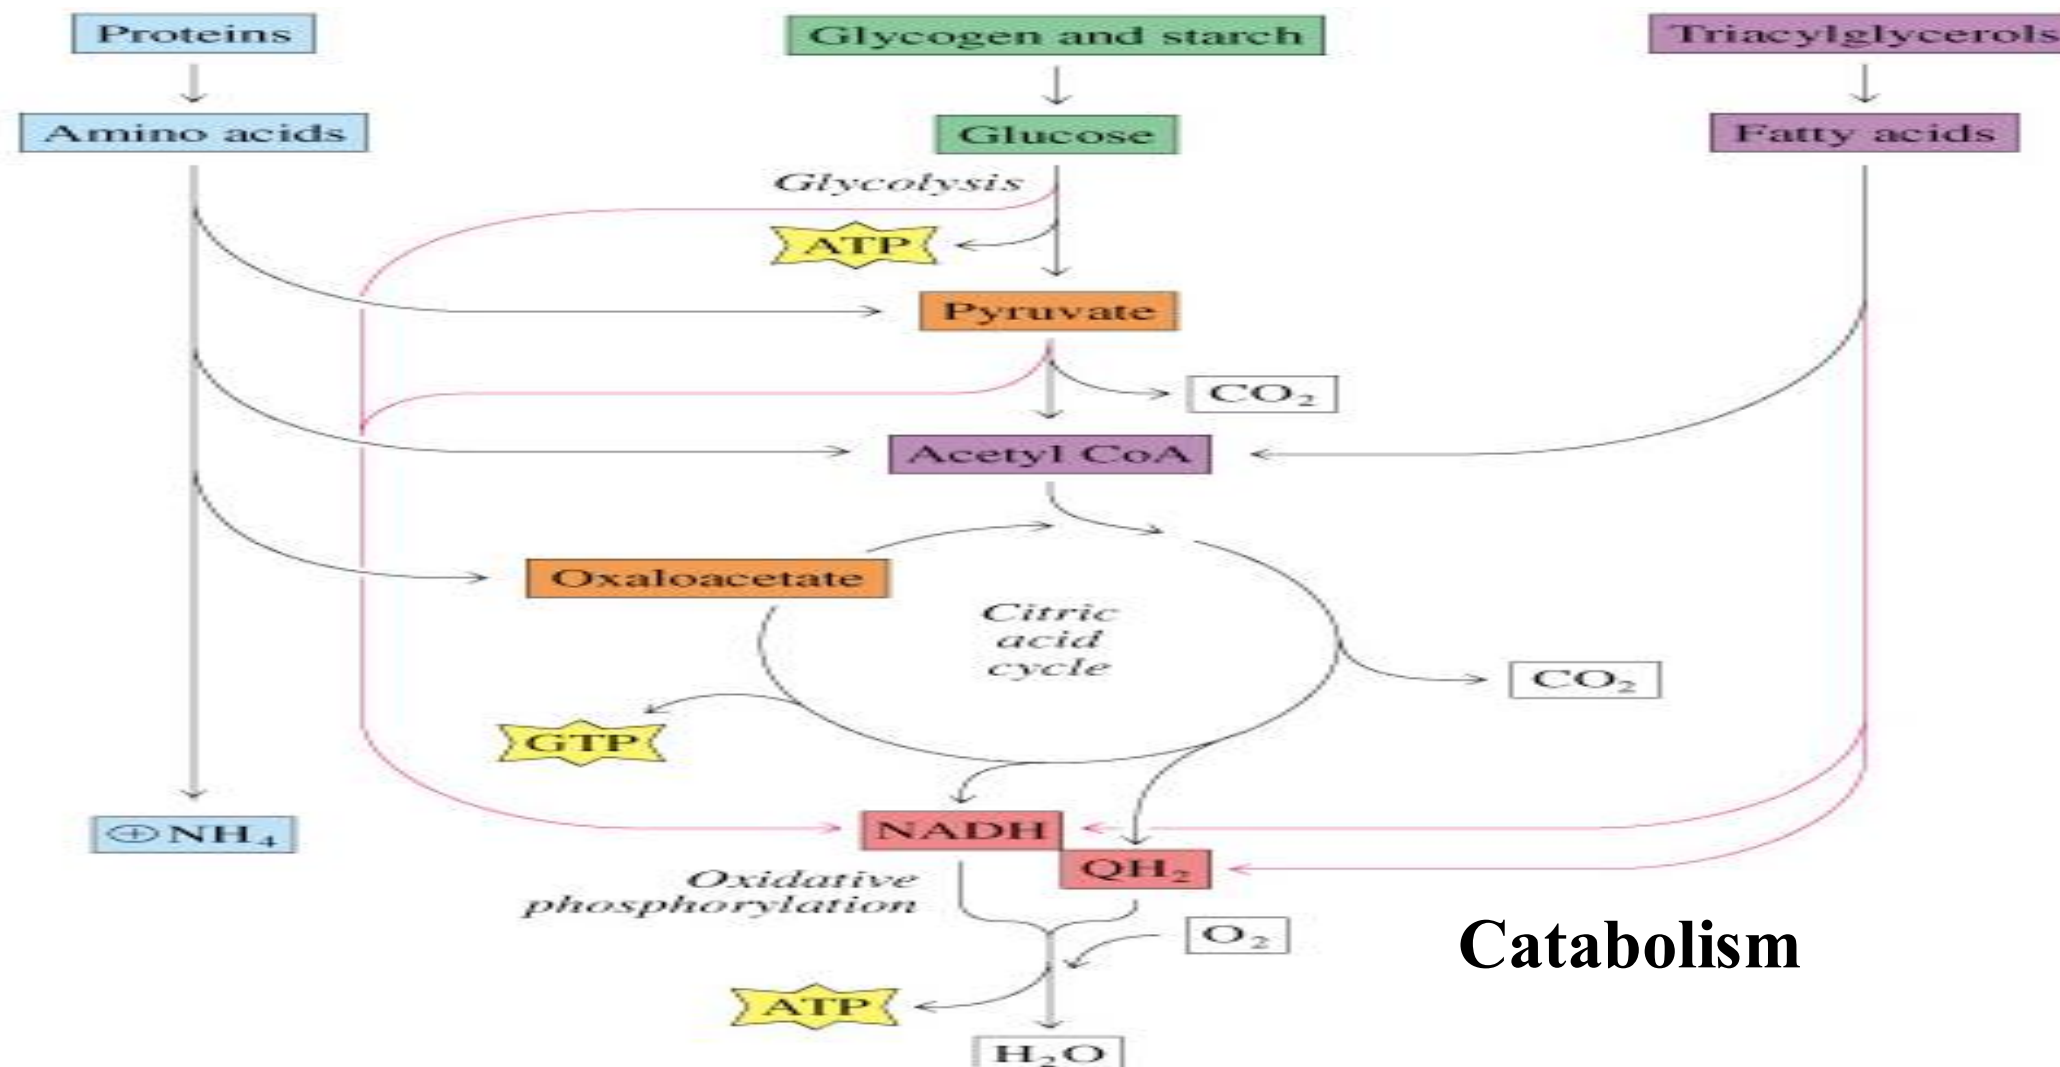 Proteins
Glycogen and starch
Triacylglycerols
Amino acids
Glucose
Fatty acids
Glycolysis
ATP
Pyruvate
CO₂
Acetyl CoA
Oxaloacetate
Citric
acid
cycle
CO₂
GTP
⊕NH₄
NADH
QH₂
Oxidative
phosphorylation
O₂
Catabolism
ATP
H₂O